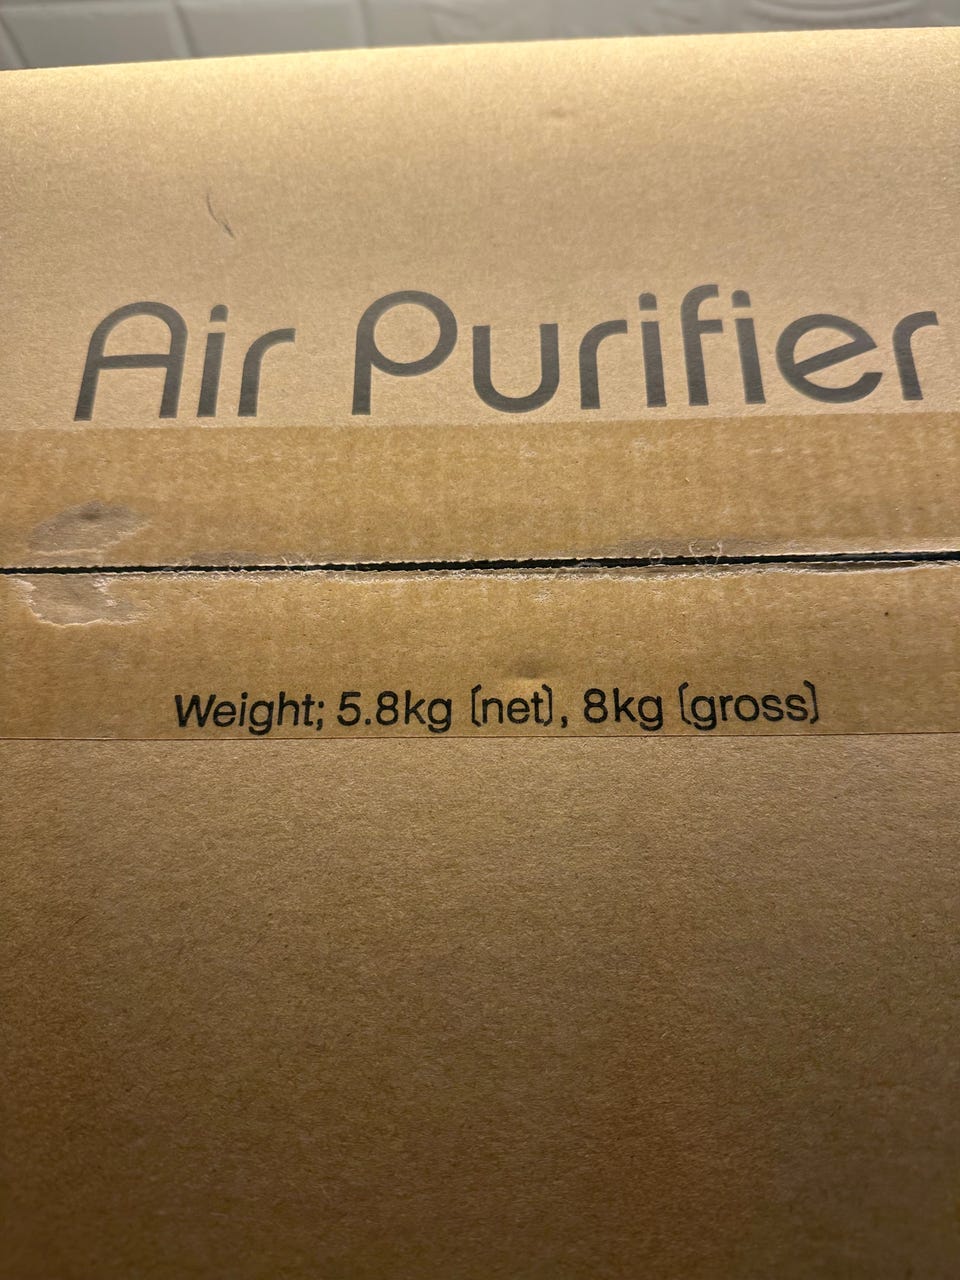 Air Purifier
Weight; 5.8kg (net), 8kg (gross)